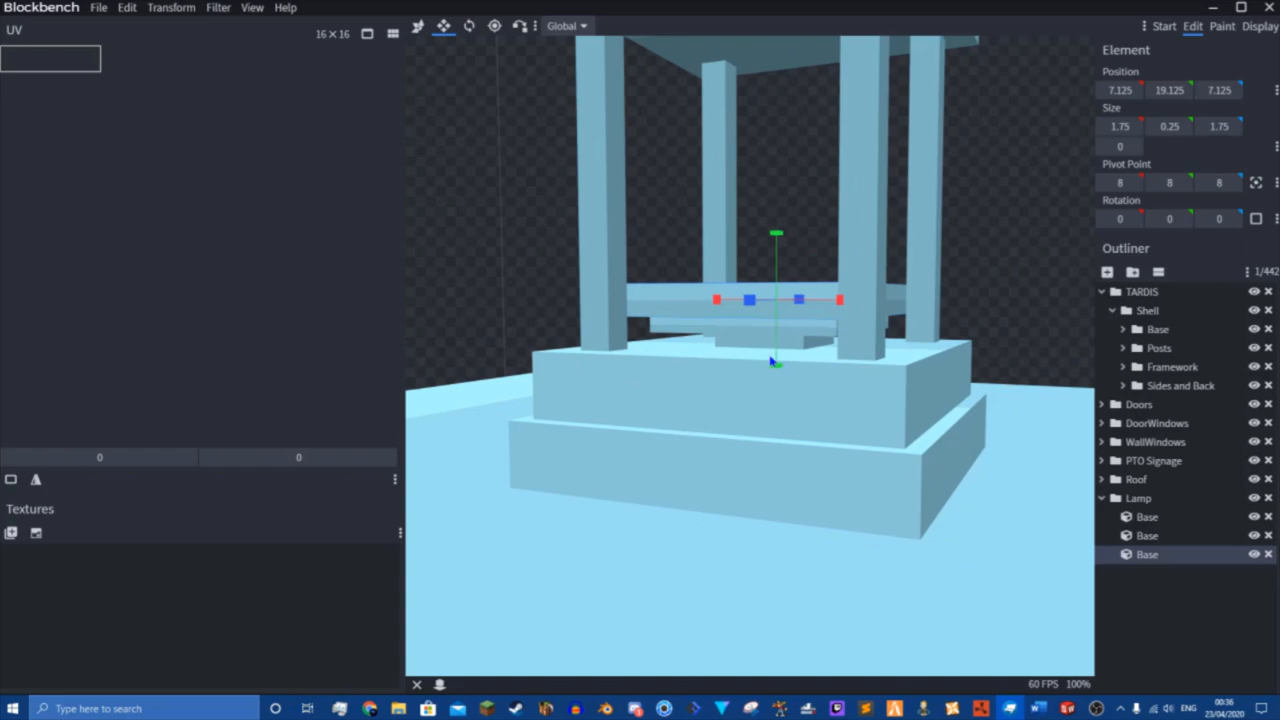 Blockbench File Edit Transform Filter View Help
UV
16 × 16
Global
Start Edit Paint Display
Element
Position
7.125 19.125 7.125
Size
1.75 0.25 1.75
0
Pivot Point
8 8 8
Rotation
0 0 0
Outliner
1/442
TARDIS
Shell
Base
Posts
Framework
Sides and Back
Doors
DoorWindows
WallWindows
PTO Signage
Roof
Lamp
Base
Base
Base
0 0
Textures
60 FPS 100%
Type here to search
ENG
00:36
23/04/2020